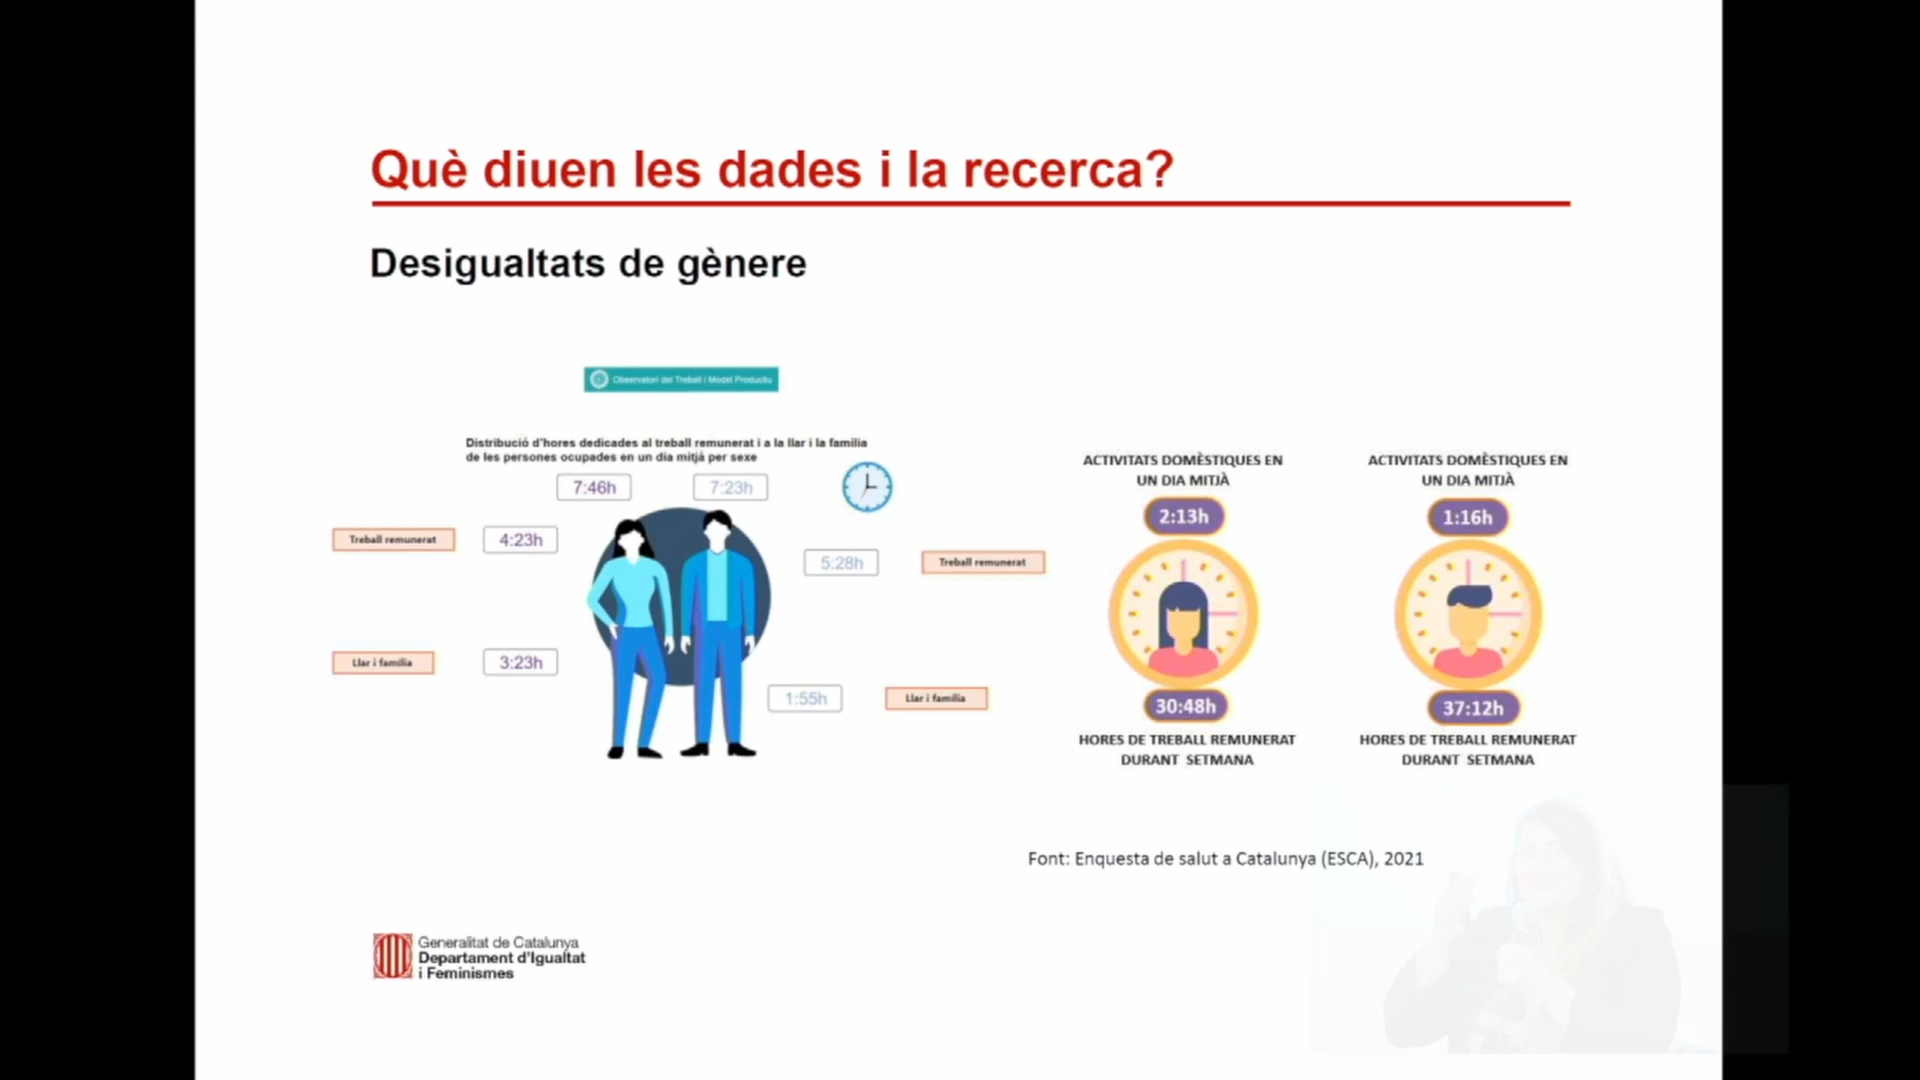 Què diuen les dades i la recerca?
Desigualtats de gènere
Observatori del Treball i Model Productiu
Distribució d'hores dedicades al treball remunerat i a la llar i la família
de les persones ocupades en un dia mitjà per sexe
7:46h
7:23h
Treball remunerat
4:23h
5:28h
Treball remunerat
Llar i família
3:23h
1:55h
Llar i família
ACTIVITATS DOMÈSTIQUES EN
UN DIA MITJÀ
2:13h
30:48h
HORES DE TREBALL REMUNERAT
DURANT SETMANA
ACTIVITATS DOMÈSTIQUES EN
UN DIA MITJÀ
1:16h
37:12h
HORES DE TREBALL REMUNERAT
DURANT SETMANA
Font: Enquesta de salut a Catalunya (ESCA), 2021
Generalitat de Catalunya
Departament d'Igualtat
i Feminismes